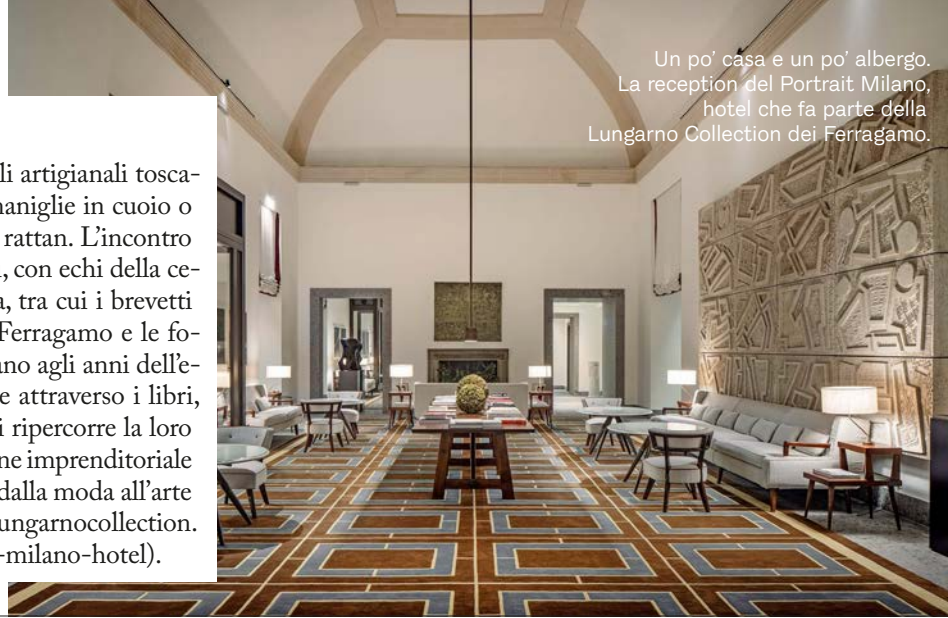 Un po’ casa e un po’ albergo.
La reception del Portrait Milano,
hotel che fa parte della
Lungarno Collection dei Ferragamo.
li artigianali tosca-
maniglie in cuoio o
rattan. L’incontro
i, con echi della ce-
a, tra cui i brevetti
Ferragamo e le fo-
ano agli anni dell’e-
e attraverso i libri,
i ripercorre la loro
ne imprenditoriale
dalla moda all’arte
ungarnocollection.
-milano-hotel).